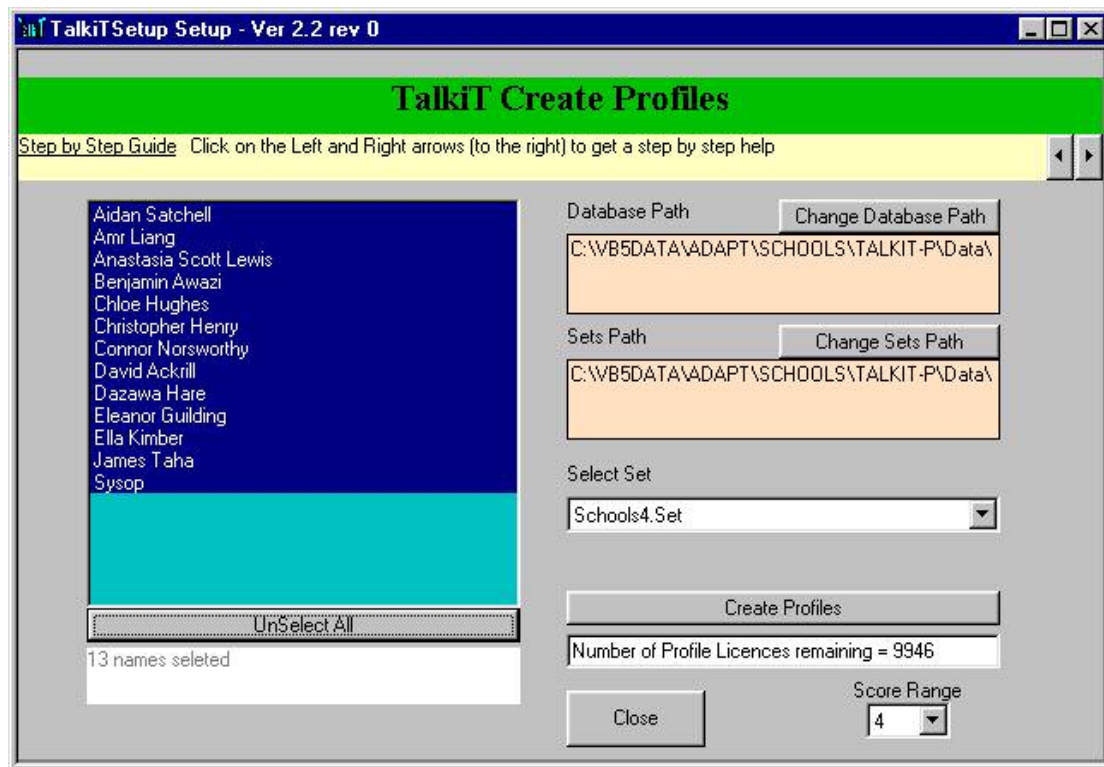 TalkiTSetup Setup - Ver 2.2 rev 0
TalkiT Create Profiles
Step by Step Guide Click on the Left and Right arrows (to the right) to get a step by step help
Aidan Satchell
Amr Liang
Anastasia Scott Lewis
Benjamin Awazi
Chloe Hughes
Christopher Henry
Connor Norsworthy
David Ackrill
Dazawa Hare
Eleanor Guilding
Ella Kimber
James Taha
Sysop
UnSelect All
13 names seleted
Database Path
Change Database Path
C:\VB5DATA\ADAPT\SCHOOLS\TALKIT-P\Data\
Sets Path
Change Sets Path
C:\VB5DATA\ADAPT\SCHOOLS\TALKIT-P\Data\
Select Set
Schools4.Set
Create Profiles
Number of Profile Licences remaining = 9946
Close
Score Range
4